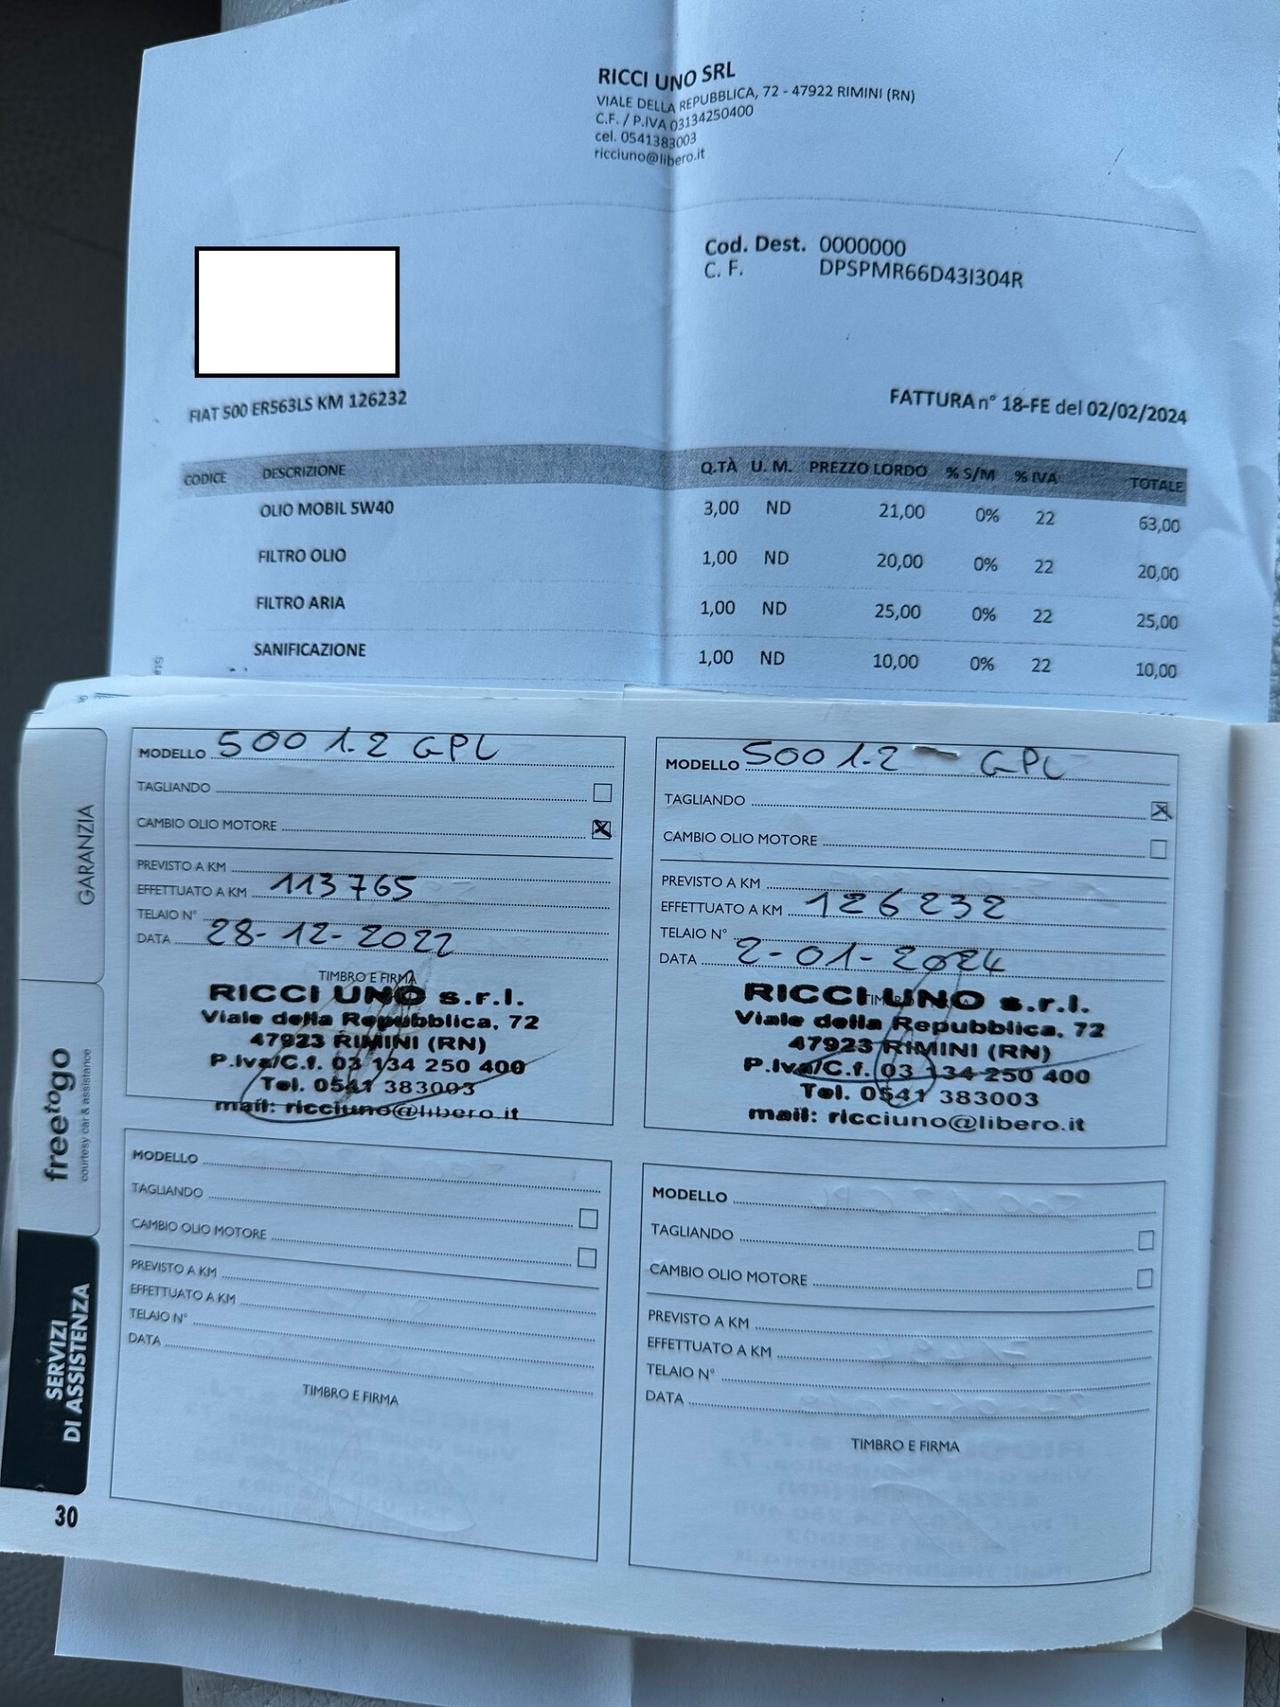 RICCI UNO SRL
VIALE DELLA REPUBBLICA, 72 - 47922 RIMINI (RN)
C.F. / P.IVA 03134250400
cel. 0541383003
ricciuno@libero.it
Cod. Dest. 0000000
C. F. DPSPMR66D43I304R
FIAT 500 ER563LS KM 126232
FATTURA n° 18-FE del 02/02/2024
CODICE DESCRIZIONE Q.TÀ U. M. PREZZO LORDO % S/M % IVA TOTALE
OLIO MOBIL 5W40 3,00 ND 21,00 0% 22 63,00
FILTRO OLIO 1,00 ND 20,00 0% 22 20,00
FILTRO ARIA 1,00 ND 25,00 0% 22 25,00
SANIFICAZIONE 1,00 ND 10,00 0% 22 10,00
GARANZIA
freetogo
courtesy car & assistance
SERVIZI
DI ASSISTENZA
30
MODELLO 500 1.2 GPL
TAGLIANDO
CAMBIO OLIO MOTORE X
PREVISTO A KM
EFFETTUATO A KM 113765
TELAIO N°
DATA 28-12-2022
TIMBRO E FIRMA
RICCI UNO s.r.l.
Viale della Repubblica, 72
47923 RIMINI (RN)
P.Iva/C.f. 03 134 250 400
Tel. 0541 383003
mail: ricciuno@libero.it
MODELLO 500 1.2 - GPL
TAGLIANDO X
CAMBIO OLIO MOTORE
PREVISTO A KM
EFFETTUATO A KM 126232
TELAIO N°
DATA 2-01-2024
RICCI UNO s.r.l.
Viale della Repubblica, 72
47923 RIMINI (RN)
P.Iva/C.f. 03 134 250 400
Tel. 0541 383003
mail: ricciuno@libero.it
MODELLO
TAGLIANDO
CAMBIO OLIO MOTORE
PREVISTO A KM
EFFETTUATO A KM
TELAIO N°
DATA
TIMBRO E FIRMA
MODELLO
TAGLIANDO
CAMBIO OLIO MOTORE
PREVISTO A KM
EFFETTUATO A KM
TELAIO N°
DATA
TIMBRO E FIRMA